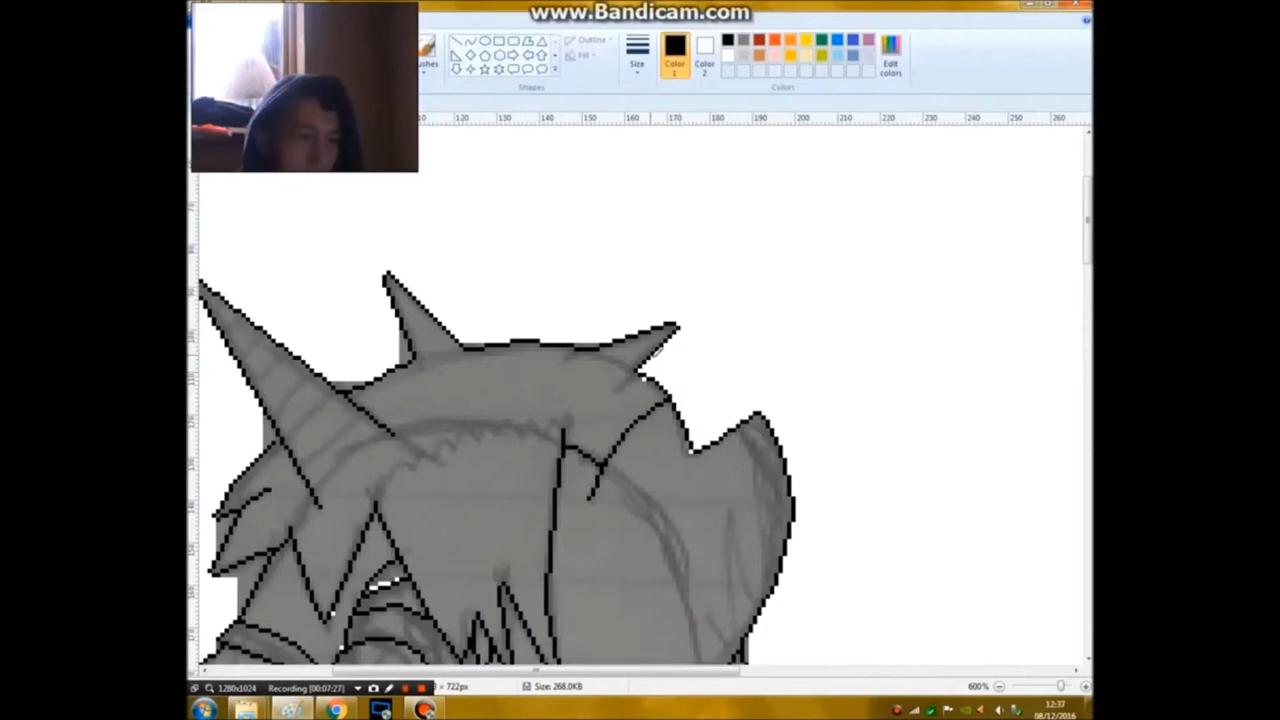 www.Bandicam.com
Outline
Fill
ushes
Size
Color 1
Color 2
Edit colors
Shapes
Colors
120 130 140 150 160 170 180 190 200 210 220 230 240 250 260
1280x1024 Recording [00:07:27]
722px
Size: 268.0KB
600%
12:37
08/12/2016